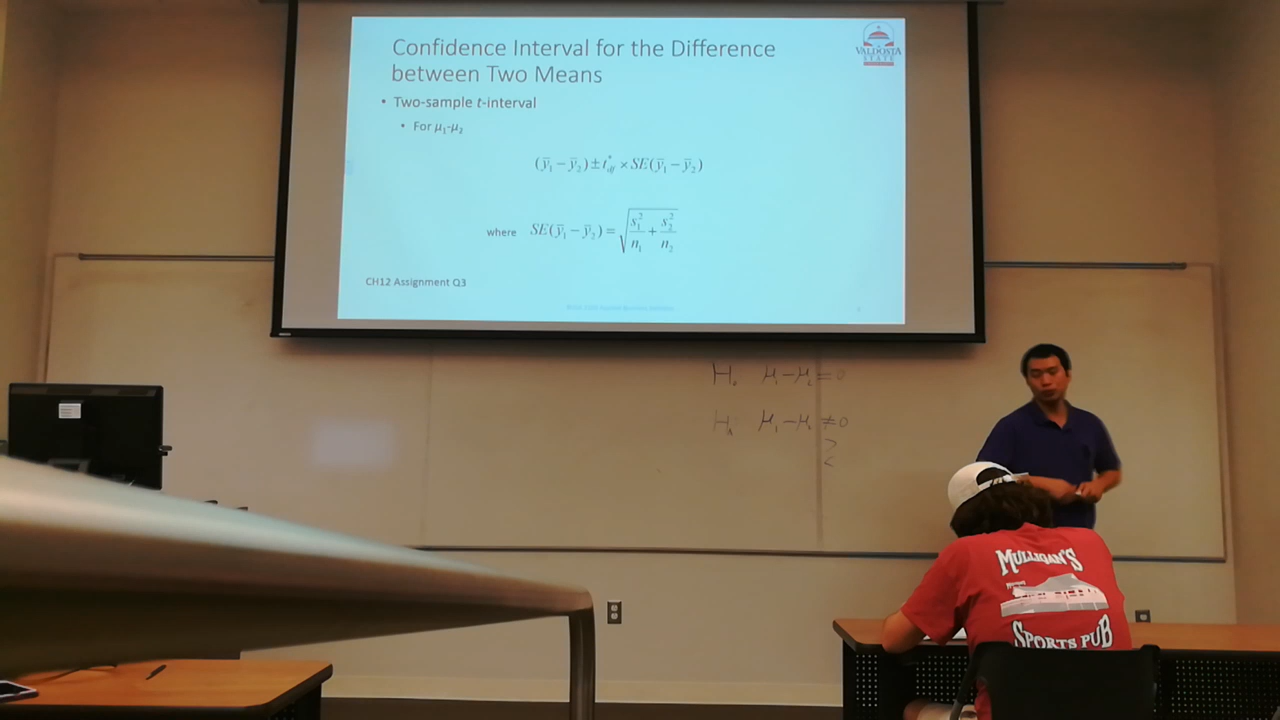 Confidence Interval for the Difference
between Two Means
VALDOSTA
STATE
• Two-sample t-interval
• For μ₁-μ₂
(ȳ₁ − ȳ₂) ± t*df × SE(ȳ₁ − ȳ₂)
where SE(ȳ₁ − ȳ₂) = √(s₁²/n₁ + s₂²/n₂)
CH12 Assignment Q3
H₀ μ₁−μ₂=0
Hₐ μ₁−μ₂≠0
>
<
MULLIGAN'S
SPORTS PUB